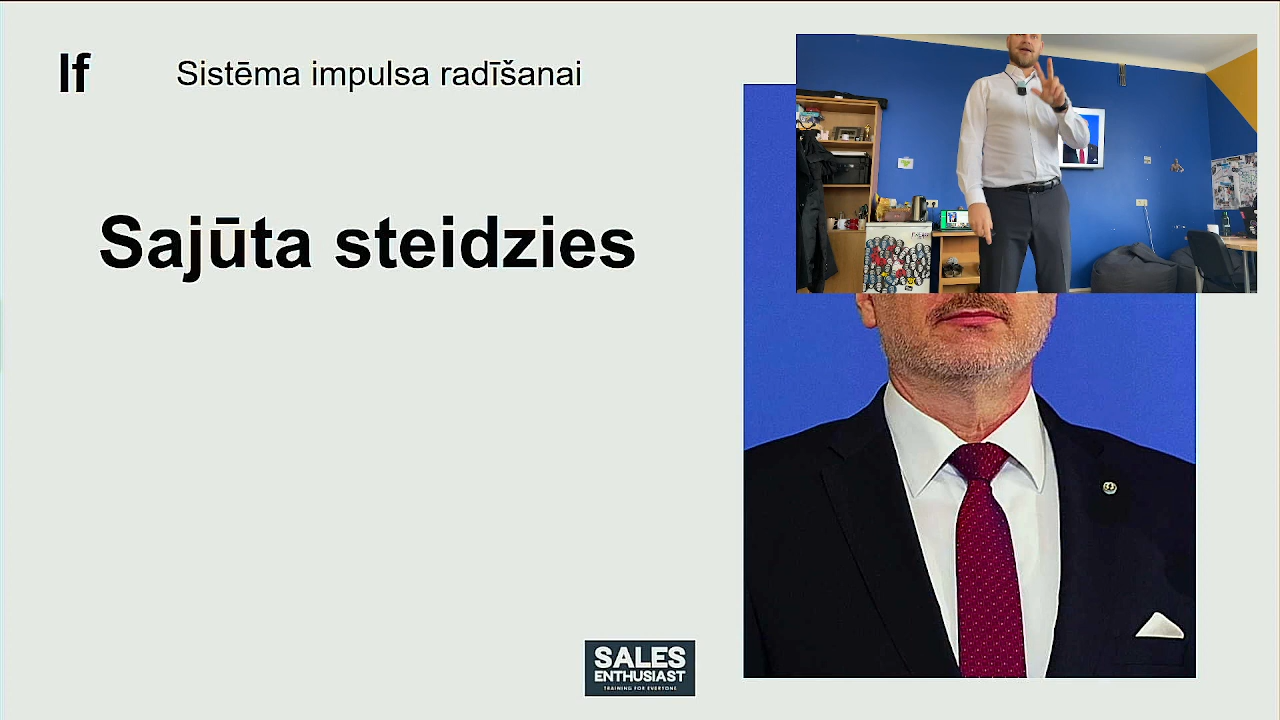 If
Sistēma impulsa radīšanai
Sajūta steidzies
SALES
ENTHUSIAST
TRAINING FOR EVERYONE